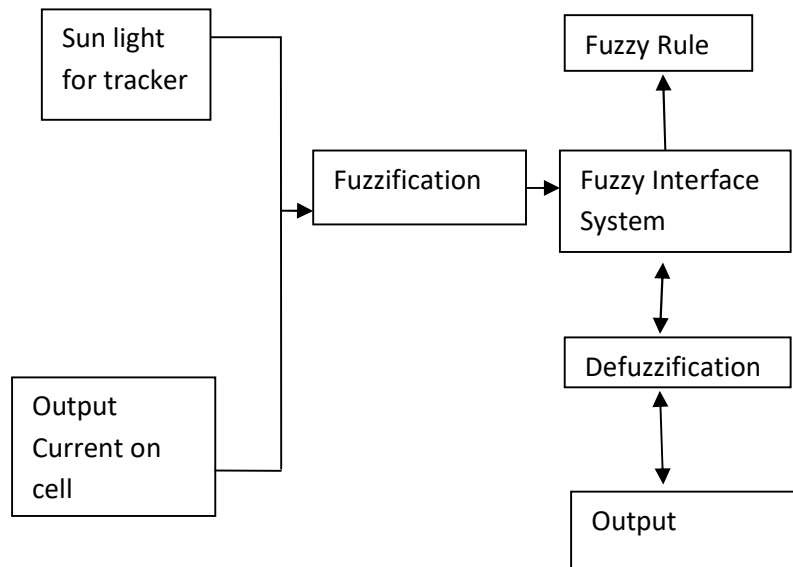 Sun light
for tracker
Fuzzy Rule
Fuzzification
Fuzzy Interface
System
Defuzzification
Output
Current on
cell
Output